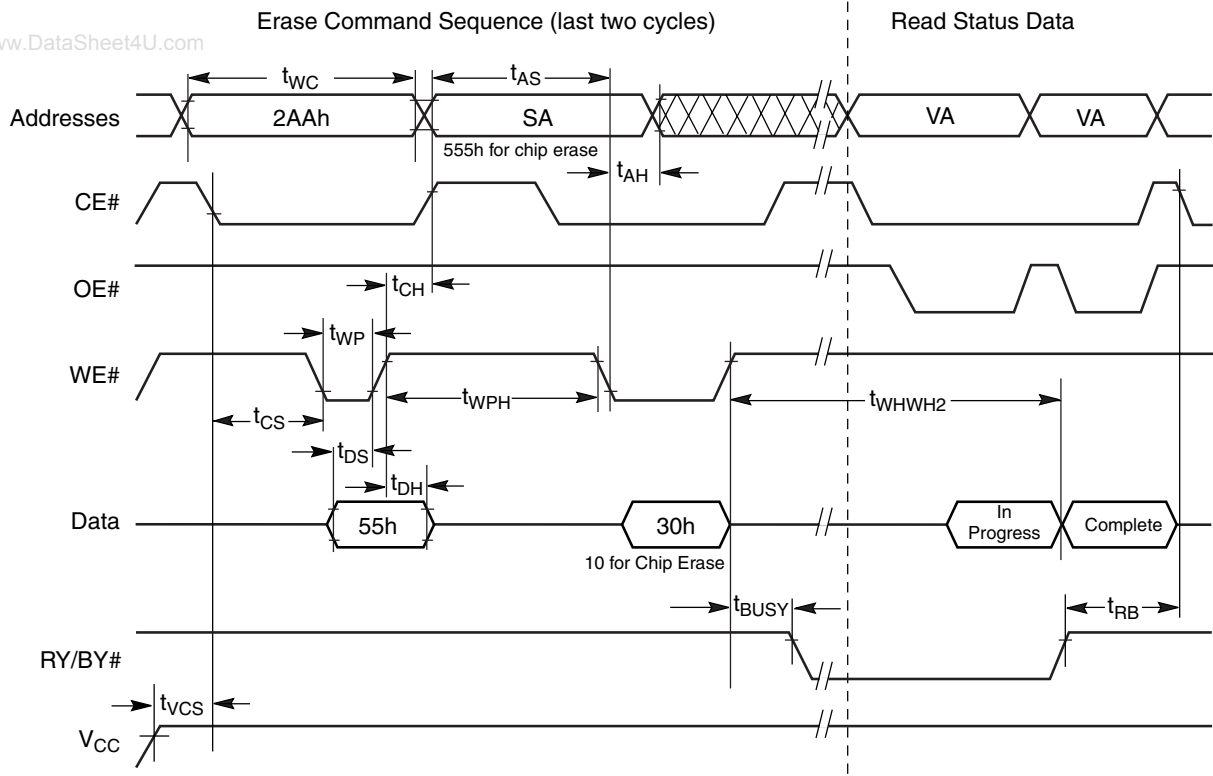 Erase Command Sequence (last two cycles)
Read Status Data
ww.DataSheet4U.com
tWC
tAS
Addresses
2AAh
SA
VA
VA
555h for chip erase
tAH
CE#
OE#
tCH
tWP
WE#
tWPH
tWHWH2
tCS
tDS
tDH
Data
55h
30h
In
Progress
Complete
10 for Chip Erase
tBUSY
tRB
RY/BY#
tVCS
VCC